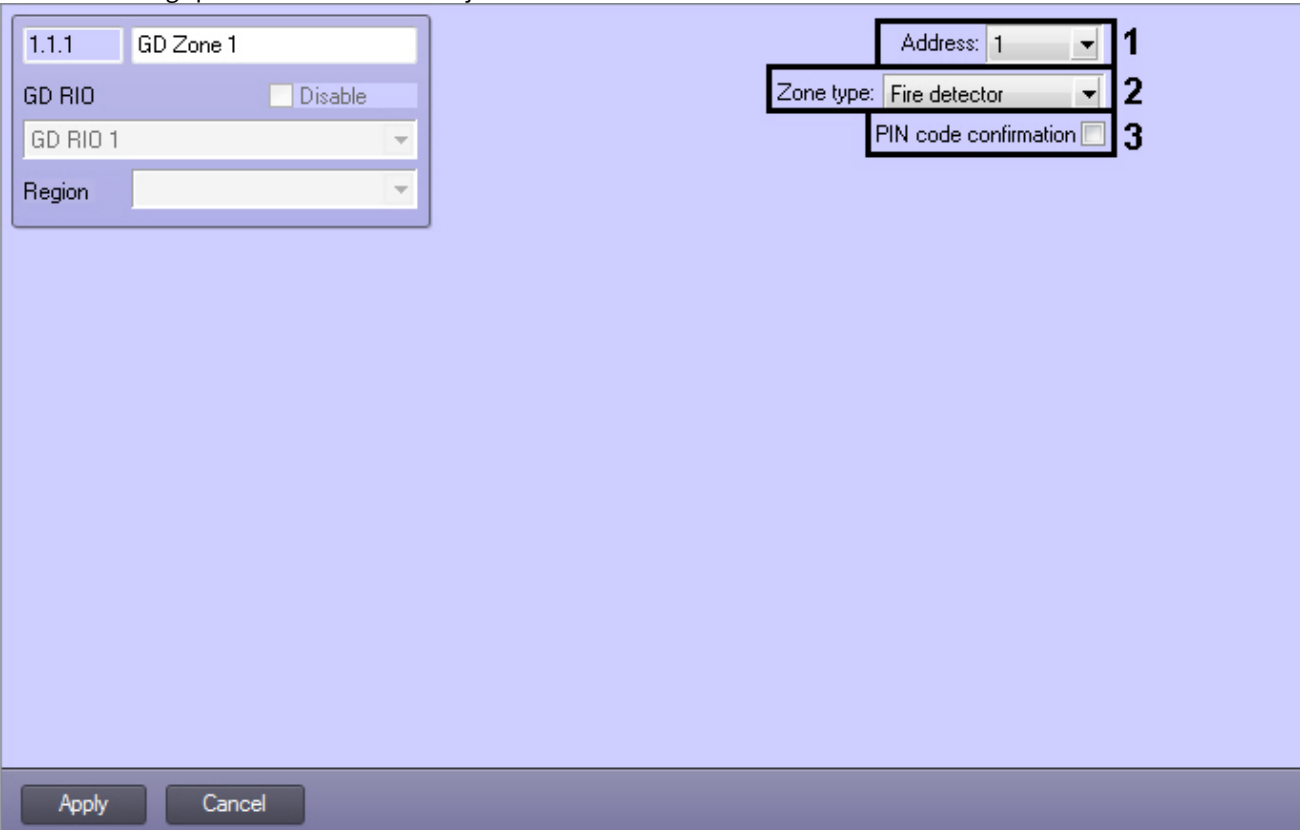 1.1.1 GD Zone 1
GD RIO Disable
GD RIO 1
Region
Address: 1 1
Zone type: Fire detector 2
PIN code confirmation 3
Apply Cancel